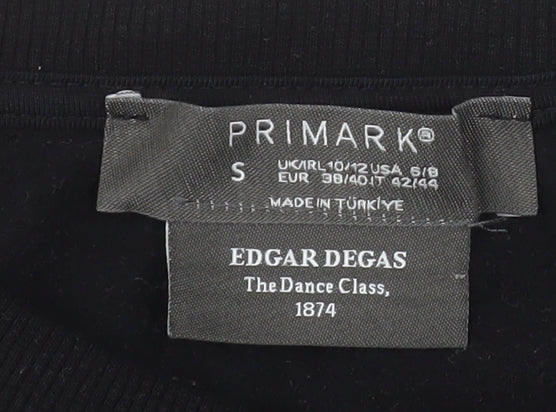 PRIMARK®
S
UK/IRL 10/12 USA 6/8
EUR 38/40 IT 42/44
MADE IN TÜRKİYE
EDGAR DEGAS
The Dance Class,
1874